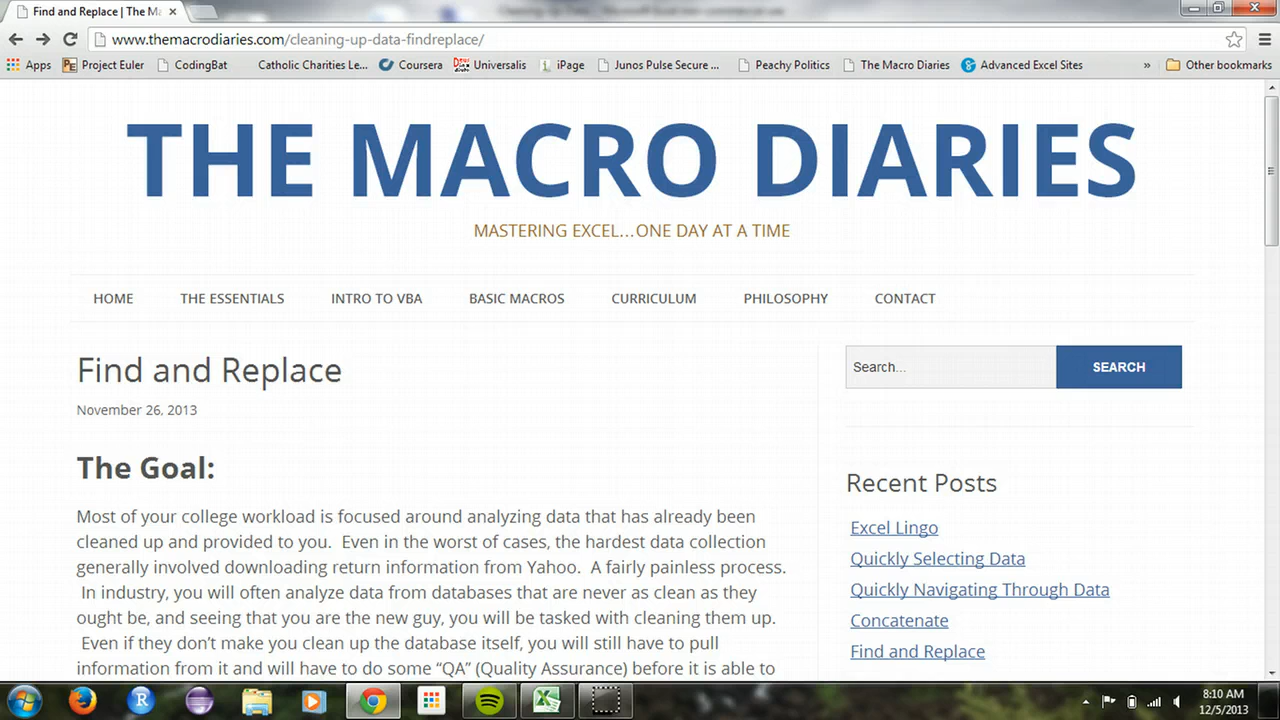 Find and Replace | The Ma
www.themacrodiaries.com/cleaning-up-data-findreplace/
Apps Project Euler CodingBat Catholic Charities Le... Coursera Universalis iPage Junos Pulse Secure ... Peachy Politics The Macro Diaries Advanced Excel Sites » Other bookmarks
THE MACRO DIARIES
MASTERING EXCEL…ONE DAY AT A TIME
HOME THE ESSENTIALS INTRO TO VBA BASIC MACROS CURRICULUM PHILOSOPHY CONTACT
Find and Replace
November 26, 2013
The Goal:
Most of your college workload is focused around analyzing data that has already been
cleaned up and provided to you. Even in the worst of cases, the hardest data collection
generally involved downloading return information from Yahoo. A fairly painless process.
In industry, you will often analyze data from databases that are never as clean as they
ought be, and seeing that you are the new guy, you will be tasked with cleaning them up.
Even if they don’t make you clean up the database itself, you will still have to pull
information from it and will have to do some “QA” (Quality Assurance) before it is able to
Search...
SEARCH
Recent Posts
Excel Lingo
Quickly Selecting Data
Quickly Navigating Through Data
Concatenate
Find and Replace
8:10 AM
12/5/2013